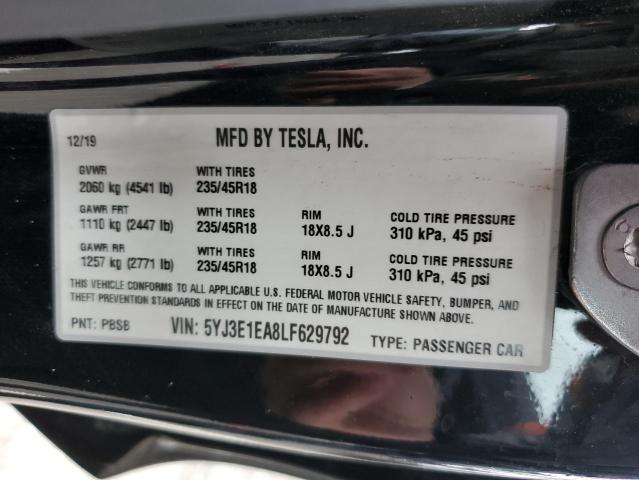 12/19 MFD BY TESLA, INC.
GVWR WITH TIRES
2060 kg (4541 lb) 235/45R18
GAWR FRT WITH TIRES RIM COLD TIRE PRESSURE
1110 kg (2447 lb) 235/45R18 18X8.5 J 310 kPa, 45 psi
GAWR RR WITH TIRES RIM COLD TIRE PRESSURE
1257 kg (2771 lb) 235/45R18 18X8.5 J 310 kPa, 45 psi
THIS VEHICLE CONFORMS TO ALL APPLICABLE U.S. FEDERAL MOTOR VEHICLE SAFETY, BUMPER, AND
THEFT PREVENTION STANDARDS IN EFFECT ON THE DATE OF MANUFACTURE SHOWN ABOVE.
PNT: PBSB VIN: 5YJ3E1EA8LF629792 TYPE: PASSENGER CAR